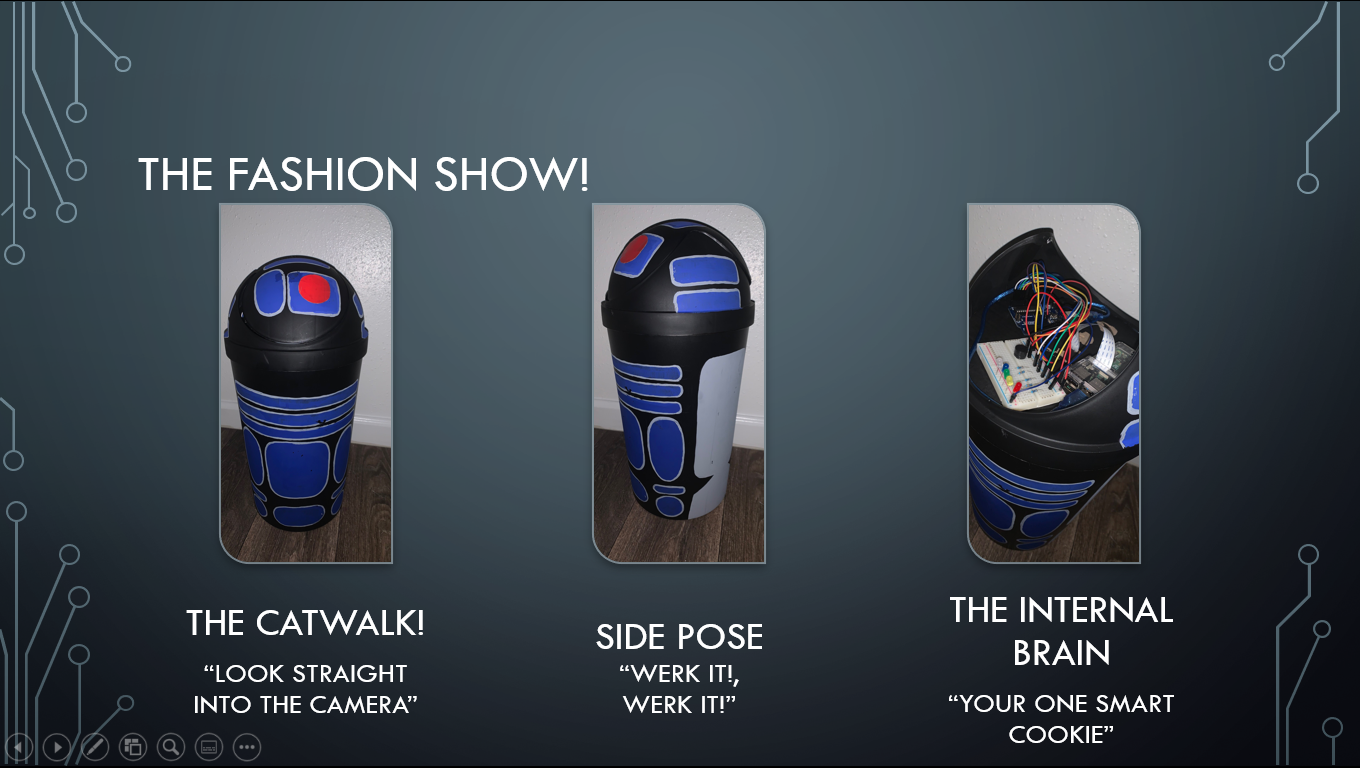 THE FASHION SHOW!
THE CATWALK!
“LOOK STRAIGHT
INTO THE CAMERA”
SIDE POSE
“WERK IT!,
WERK IT!”
THE INTERNAL
BRAIN
“YOUR ONE SMART
COOKIE”